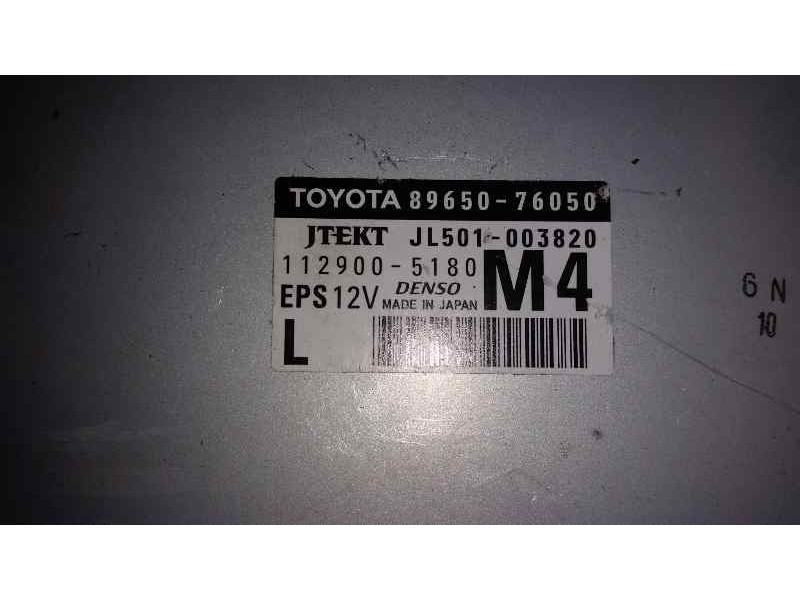 TOYOTA 89650-76050
JTEKT JL501-003820
112900-5180 M4
EPS 12V DENSO
MADE IN JAPAN
L
6 N
10